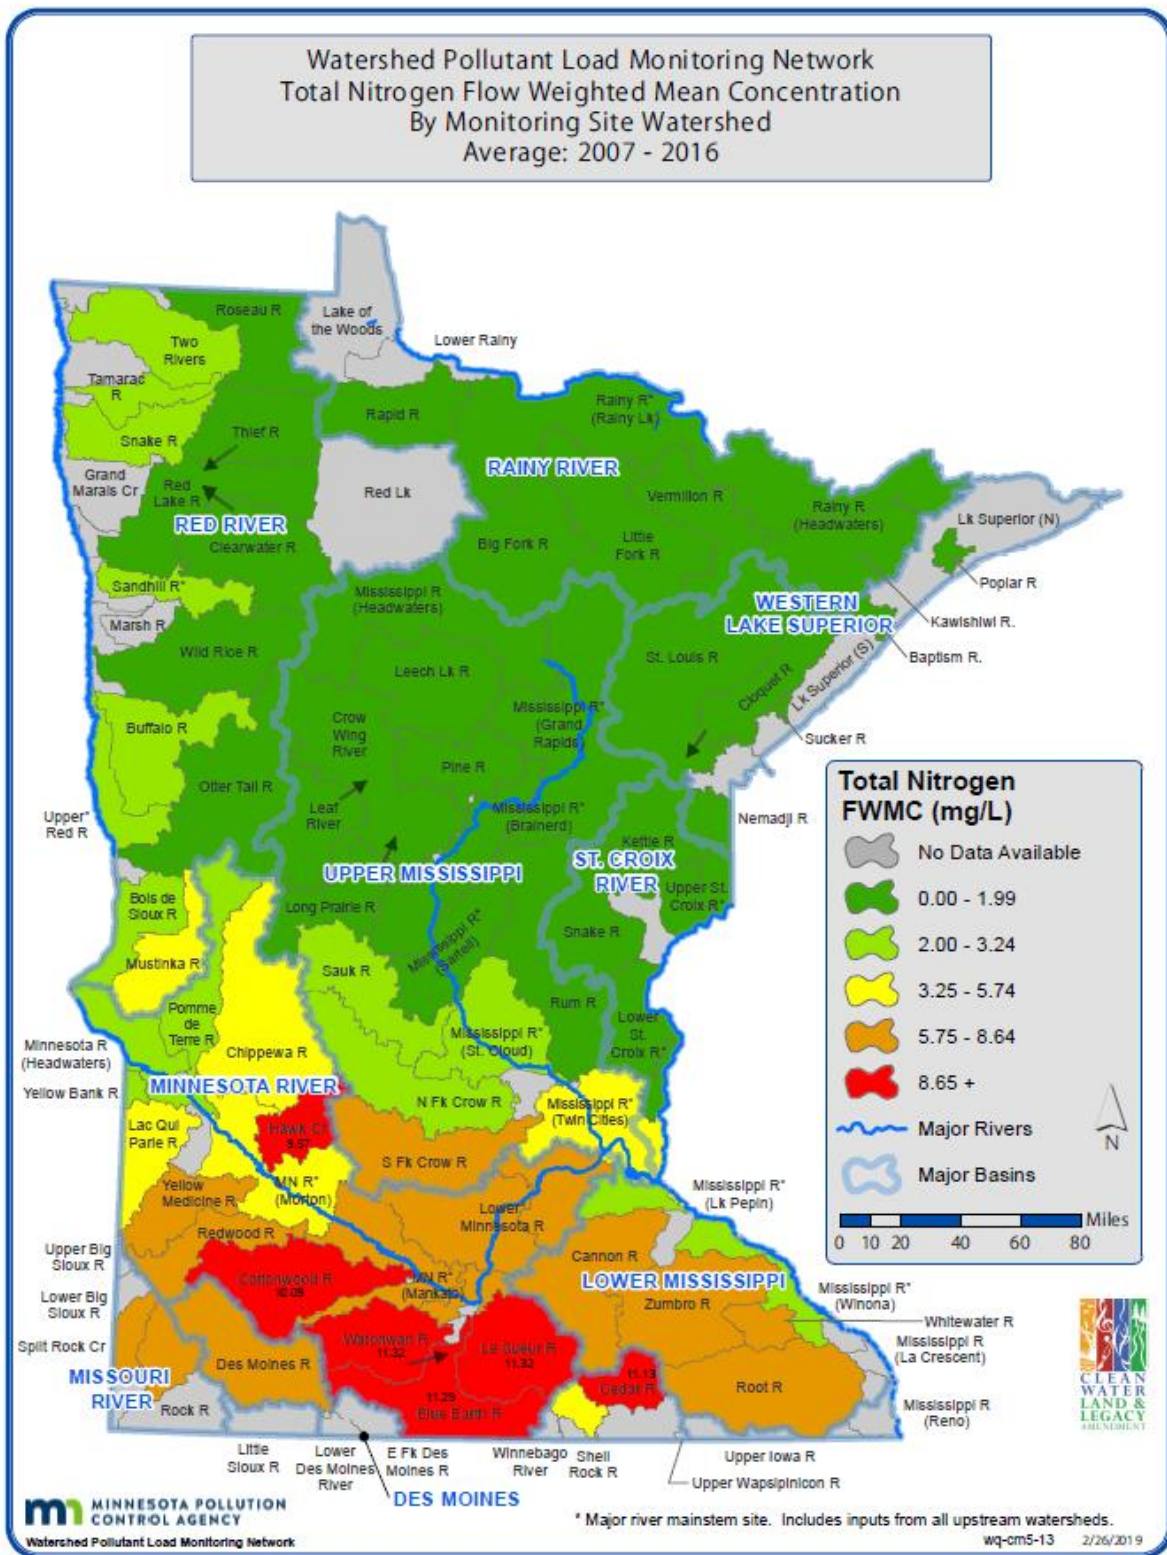 Watershed Pollutant Load Monitoring Network
Total Nitrogen Flow Weighted Mean Concentration
By Monitoring Site Watershed
Average: 2007 - 2016
Roseau R
Lake of
the Woods
Lower Rainy
Two
Rivers
Tamarac
R
Rapid R
Rainy R*
(Rainy Lk)
Snake R
Thief R
RAINY RIVER
Grand
Marais Cr
Red
Lake R
Red Lk
Vermilion R
Rainy R
(Headwaters)
Lk Superior (N)
RED RIVER
Clearwater R
Big Fork R
Little
Fork R
Poplar R
Sandhill R*
Mississippi R
(Headwaters)
WESTERN
LAKE SUPERIOR
Kawishiwi R.
Marsh R
Wild Rice R
Leech Lk R
St. Louis R
Baptism R.
Cloquet R
Lk Superior (S)
Buffalo R
Crow
Wing
River
Mississippi R*
(Grand
Rapids)
Sucker R
Otter Tail R
Pine R
Leaf
River
Mississippi R*
(Brainerd)
Upper*
Red R
Nemadji R
Kettle R
UPPER MISSISSIPPI
ST. CROIX
RIVER
Upper St.
Croix R*
Bois de
Sioux R
Long Prairie R
Snake R
Mississippi R*
(Sartell)
Mustinka R
Sauk R
Rum R
Pomme
de
Terre R
Mississippi R*
(St. Cloud)
Lower
St.
Croix R*
Minnesota R
(Headwaters)
Chippewa R
Yellow Bank R
MINNESOTA RIVER
N Fk Crow R
Mississippi R*
(Twin Cities)
Lac Qui
Parle R
Hawk Cr
9.57
S Fk Crow R
Yellow
Medicine R
MN R*
(Morton)
Lower
Minnesota R
Mississippi R*
(Lk Pepin)
Redwood R
Cannon R
Upper Big
Sioux R
Cottonwood R
10.09
MN R*
(Mankato)
LOWER MISSISSIPPI
Lower Big
Sioux R
Zumbro R
Mississippi R*
(Winona)
Whitewater R
Split Rock Cr
Watonwan R
11.32
Le Sueur R
11.32
Mississippi R
(La Crescent)
MISSOURI
RIVER
Des Moines R
11.13
Cedar R
Root R
Rock R
11.29
Blue Earth R
Mississippi R
(Reno)
Little
Sioux R
Lower
Des Moines
River
E Fk Des
Moines R
Winnebago
River
Shell
Rock R
Upper Iowa R
Upper Wapsipinicon R
DES MOINES
Total Nitrogen
FWMC (mg/L)
No Data Available
0.00 - 1.99
2.00 - 3.24
3.25 - 5.74
5.75 - 8.64
8.65 +
Major Rivers
Major Basins
N
Miles
0 10 20 40 60 80
CLEAN
WATER
LAND &
LEGACY
AMENDMENT
MINNESOTA POLLUTION
CONTROL AGENCY
Watershed Pollutant Load Monitoring Network
* Major river mainstem site. Includes inputs from all upstream watersheds.
wq-cm5-13 2/26/2019